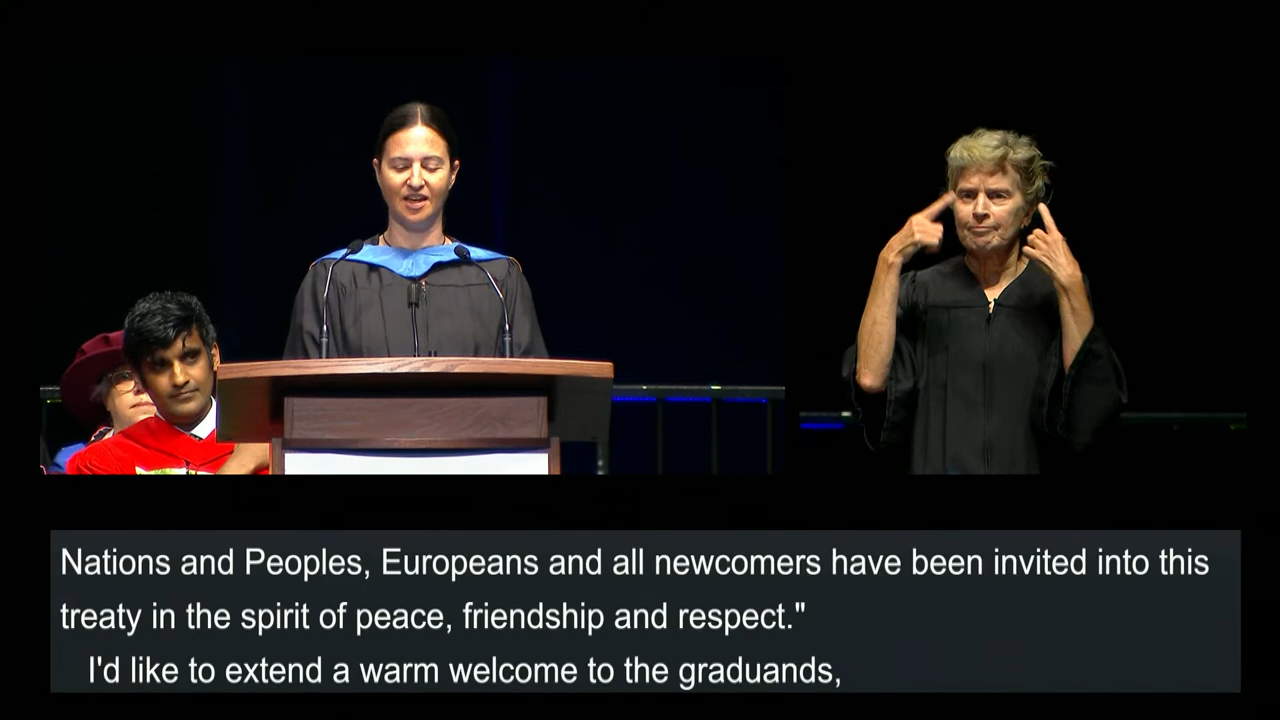 Nations and Peoples, Europeans and all newcomers have been invited into this
treaty in the spirit of peace, friendship and respect."
I'd like to extend a warm welcome to the graduands,